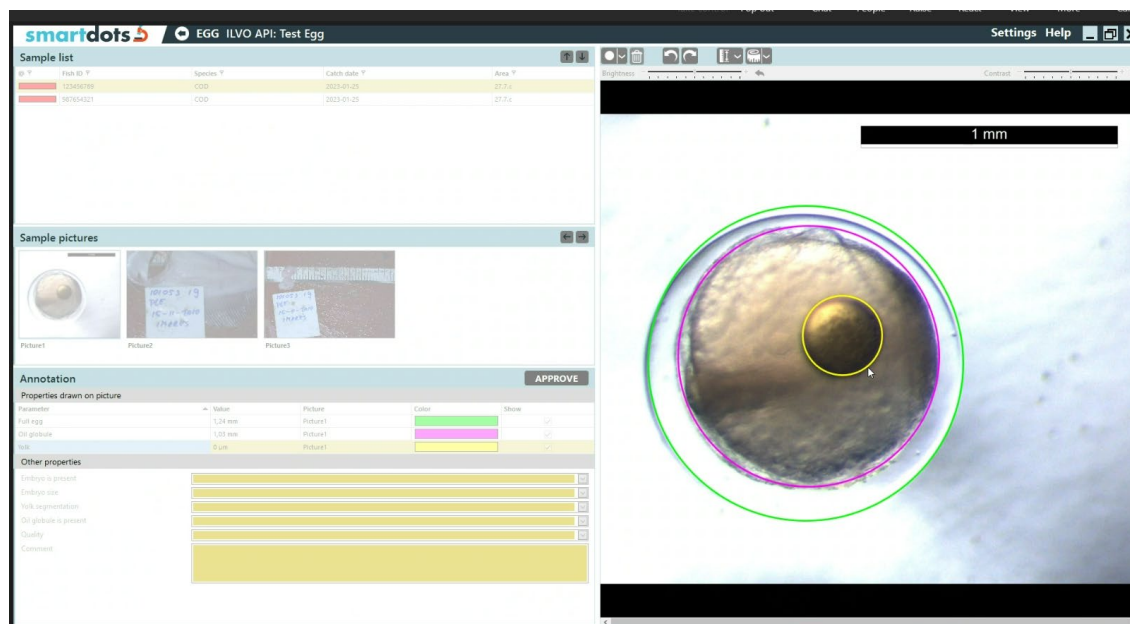 smartdots EGG ILVO API: Test Egg Settings Help
Sample list
ID Fish ID Species Catch date Area
123456789 COD 2023-01-25 27.7.c
987654321 COD 2023-01-25 27.7.c
Sample pictures
Picture1 Picture2 Picture3
Annotation APPROVE
Properties drawn on picture
Parameter Value Picture Color Show
Full egg 1,24 mm Picture1
Oil globule 1,03 mm Picture1
Yolk 0 um Picture1
Other properties
Embryo is present
Embryo size
Yolk segmentation
Oil globule is present
Quality
Comment
Brightness Contrast
1 mm